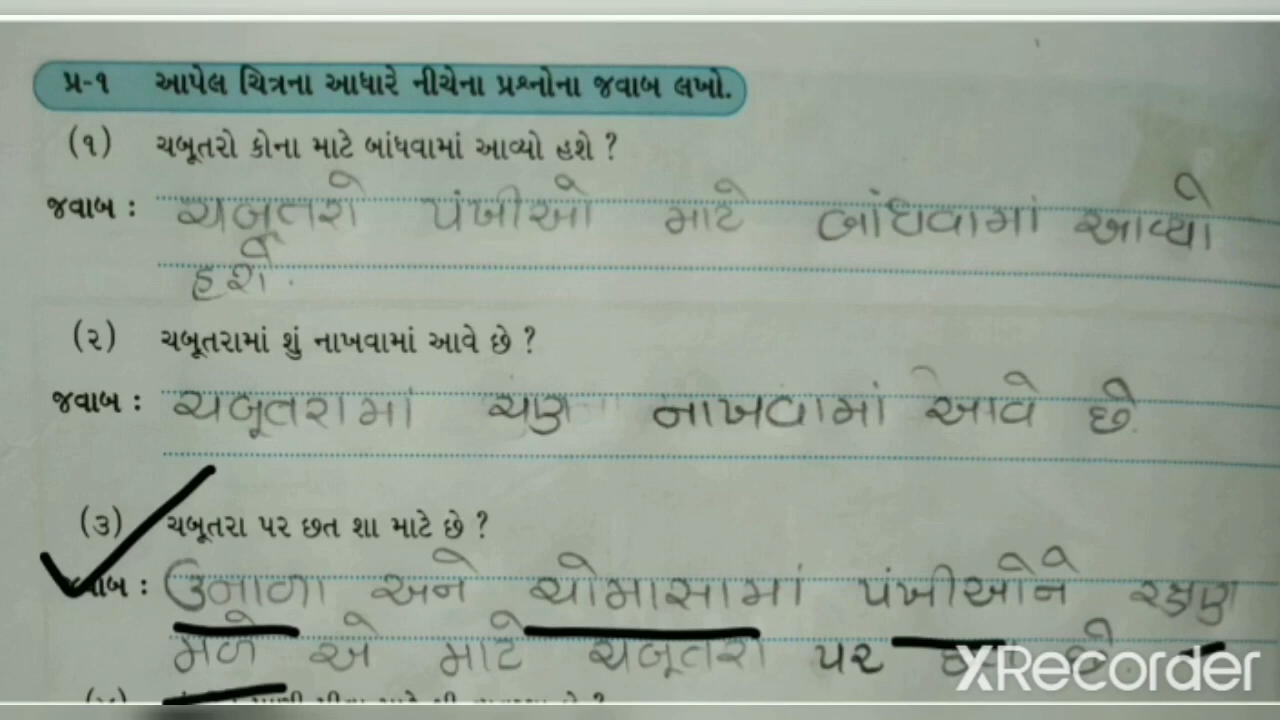 પ્ર-૧ આપેલ ચિત્રના આધારે નીચેના પ્રશ્નોના જવાબ લખો.
(૧) ચબૂતરો કોના માટે બાંધવામાં આવ્યો હશે ?
જવાબ : ચબૂતરો પંખીઓ માટે બાંધવામાં આવ્યો
હશે.
(૨) ચબૂતરામાં શું નાખવામાં આવે છે ?
જવાબ : ચબૂતરામાં ચણ નાખવામાં આવે છે.
(૩) ચબૂતરા પર છત શા માટે છે ?
જવાબ : ઉનાળા અને ચોમાસામાં પંખીઓને રક્ષણ
મળે એ માટે ચબૂતરા પર છત છે.
XRecorder